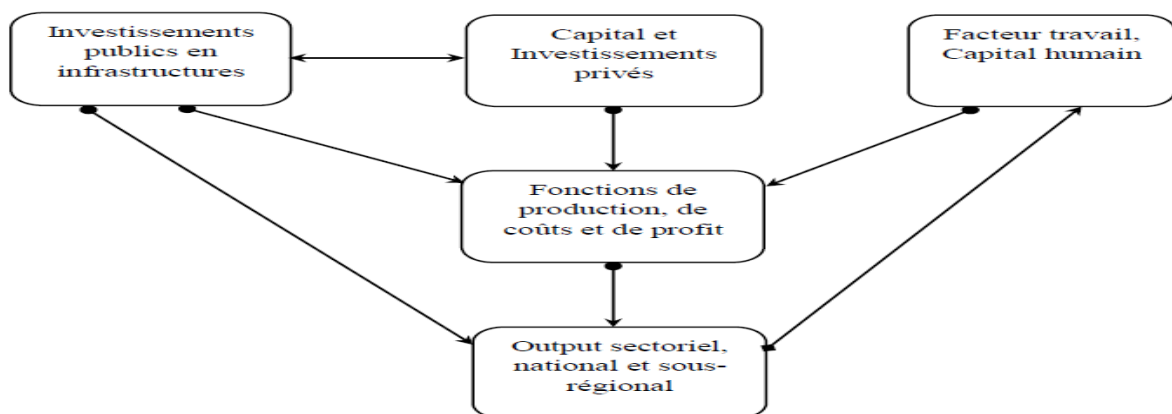 Investissements
publics en
infrastructures
Capital et
Investissements
privés
Facteur travail,
Capital humain
Fonctions de
production, de
coûts et de profit
Output sectoriel,
national et sous-
régional